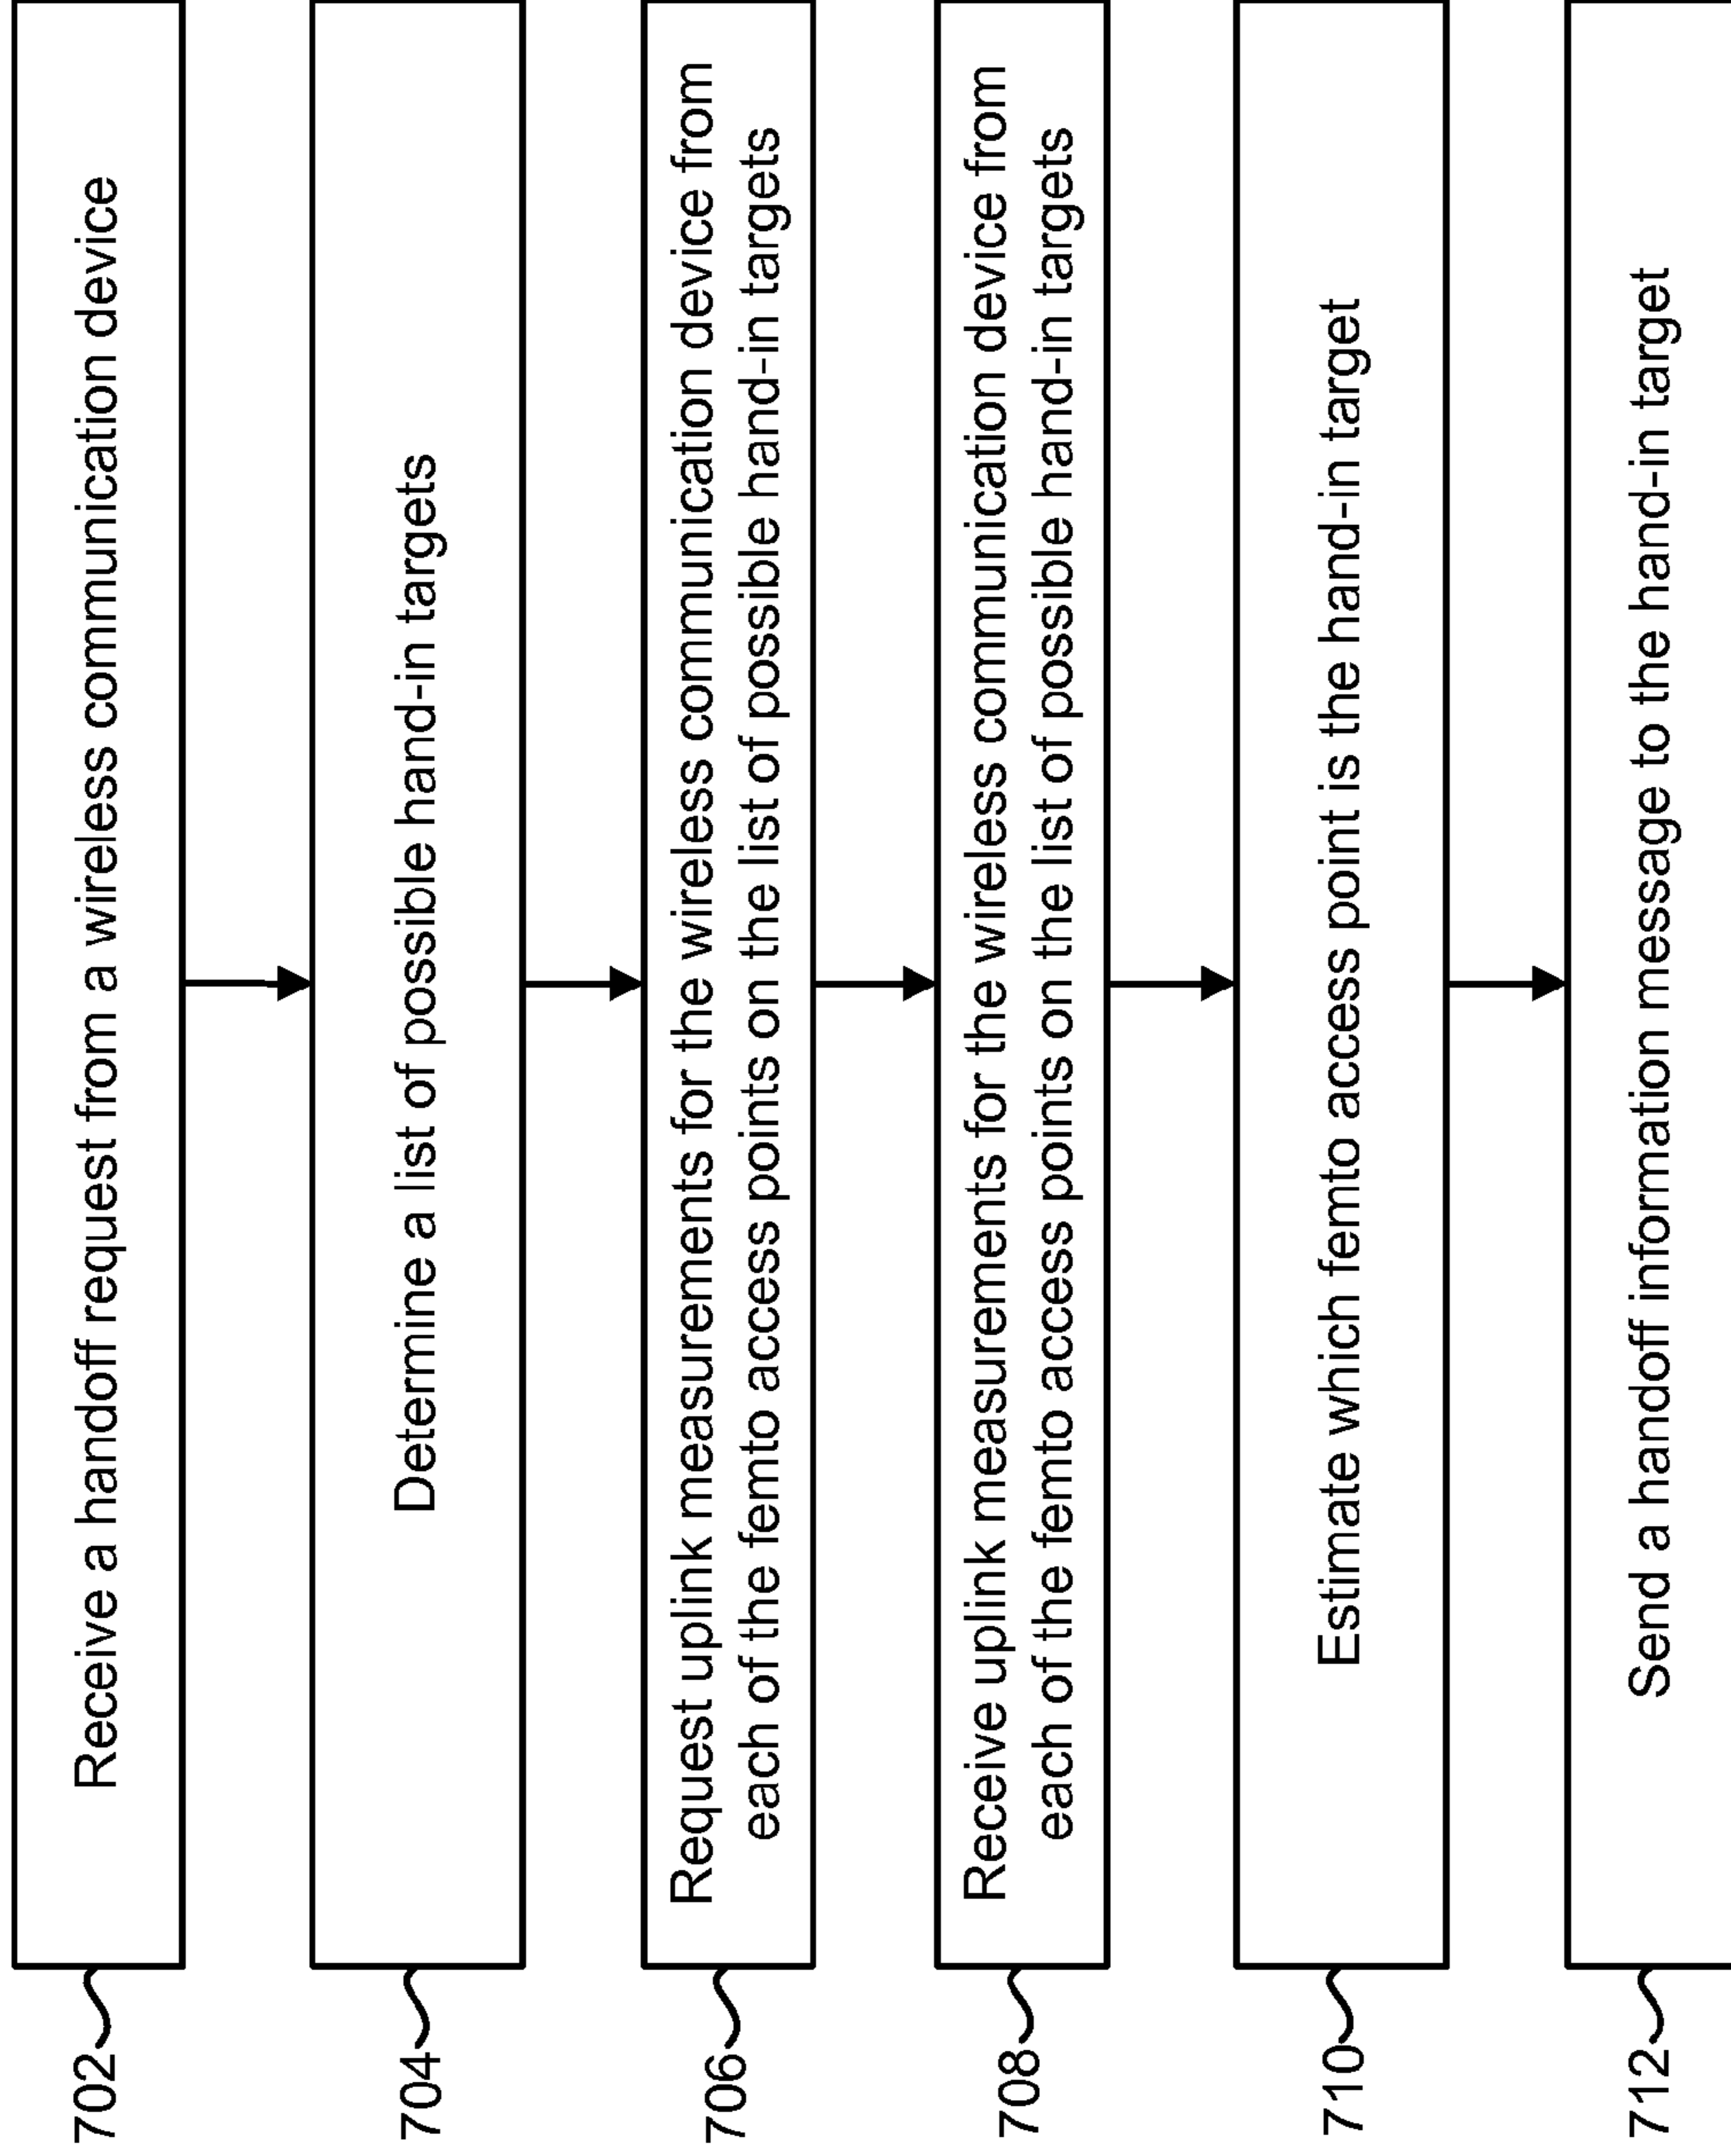 702
Receive a handoff request from a wireless communication device
704
Determine a list of possible hand-in targets
706
Request uplink measurements for the wireless communication device from
each of the femto access points on the list of possible hand-in targets
708
Receive uplink measurements for the wireless communication device from
each of the femto access points on the list of possible hand-in targets
710
Estimate which femto access point is the hand-in target
712
Send a handoff information message to the hand-in target